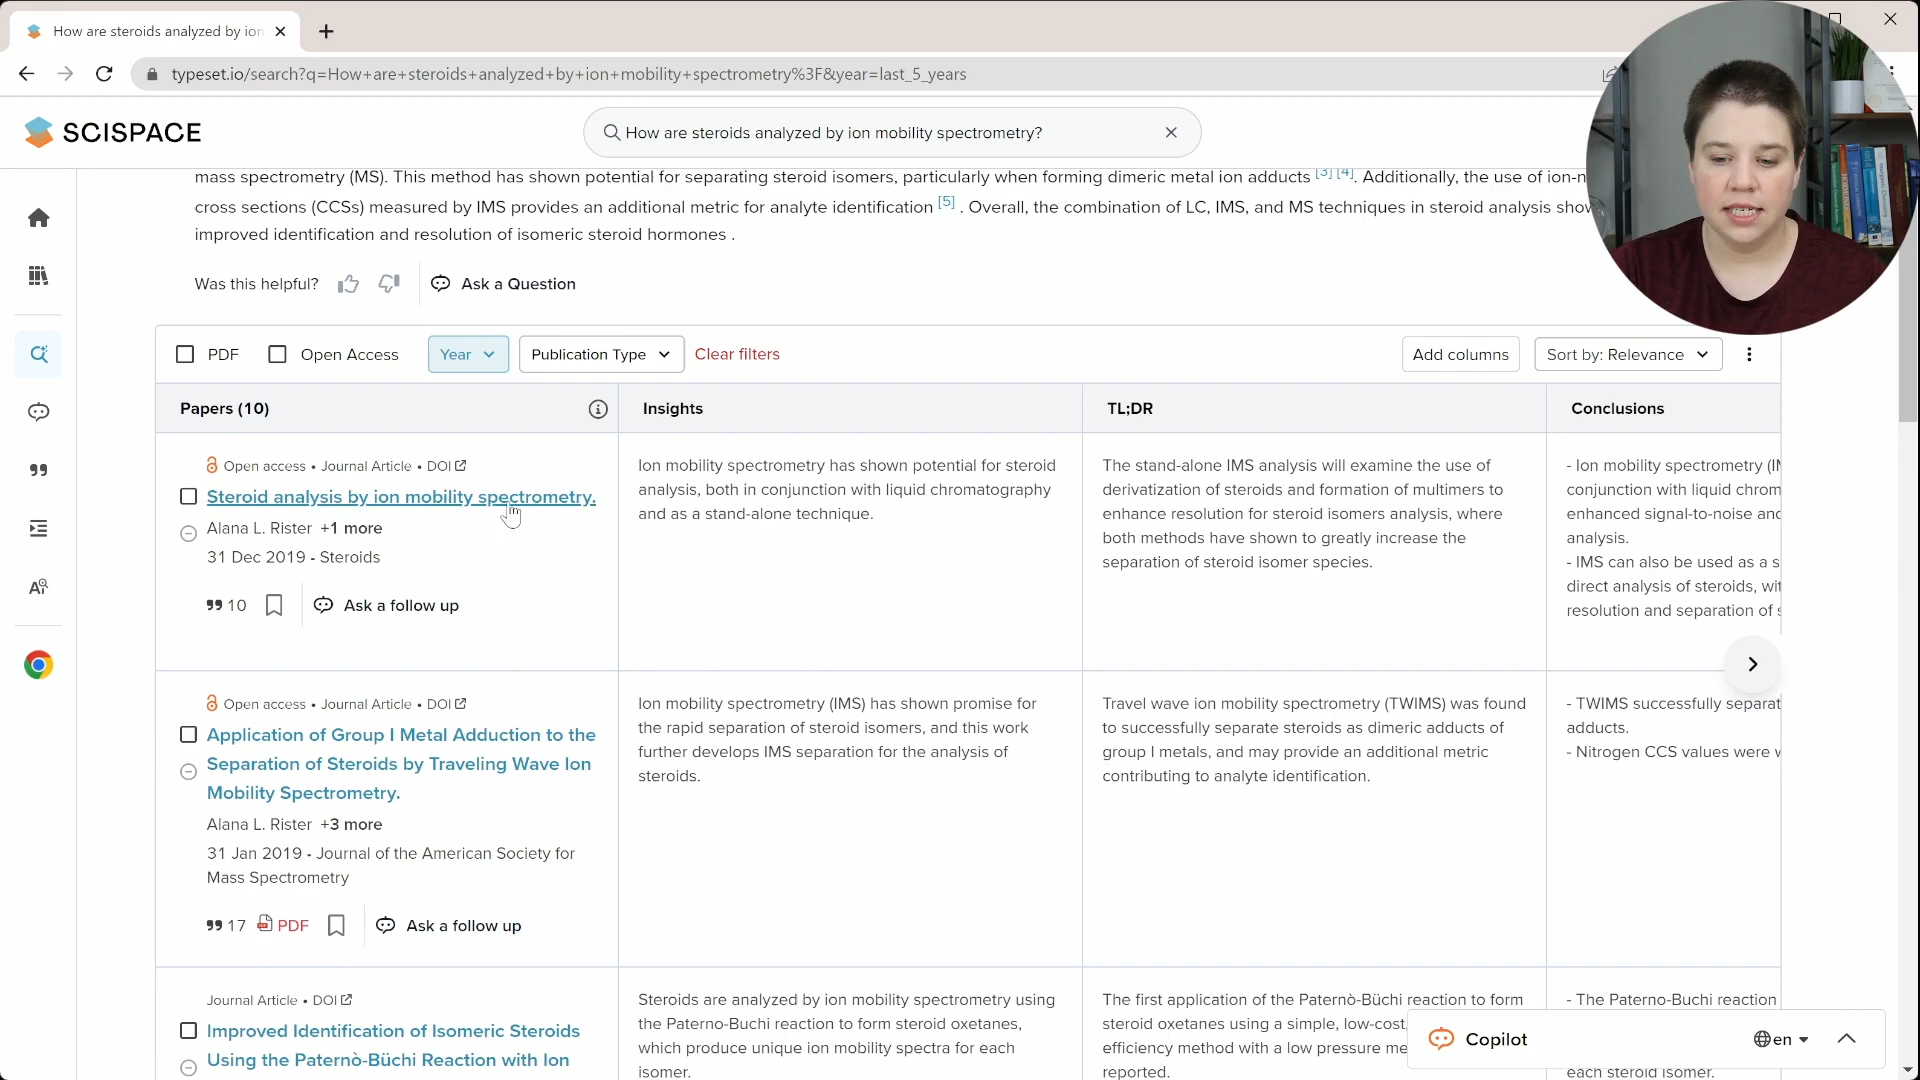 How are steroids analyzed by ion
typeset.io/search?q=How+are+steroids+analyzed+by+ion+mobility+spectrometry%3F&year=last_5_years
SCISPACE
How are steroids analyzed by ion mobility spectrometry?
mass spectrometry (MS). This method has shown potential for separating steroid isomers, particularly when forming dimeric metal ion adducts [3] [4]. Additionally, the use of ion-n
cross sections (CCSs) measured by IMS provides an additional metric for analyte identification [5] . Overall, the combination of LC, IMS, and MS techniques in steroid analysis show
improved identification and resolution of isomeric steroid hormones .
Was this helpful?
Ask a Question
PDF
Open Access
Year
Publication Type
Clear filters
Add columns
Sort by: Relevance
Papers (10)
Insights
TL;DR
Conclusions
Open access • Journal Article • DOI
Steroid analysis by ion mobility spectrometry.
Alana L. Rister +1 more
31 Dec 2019 - Steroids
10
Ask a follow up
Ion mobility spectrometry has shown potential for steroid
analysis, both in conjunction with liquid chromatography
and as a stand-alone technique.
The stand-alone IMS analysis will examine the use of
derivatization of steroids and formation of multimers to
enhance resolution for steroid isomers analysis, where
both methods have shown to greatly increase the
separation of steroid isomer species.
- Ion mobility spectrometry (IM
conjunction with liquid chrom
enhanced signal-to-noise and
analysis.
- IMS can also be used as a s
direct analysis of steroids, wit
resolution and separation of s
Open access • Journal Article • DOI
Application of Group I Metal Adduction to the
Separation of Steroids by Traveling Wave Ion
Mobility Spectrometry.
Alana L. Rister +3 more
31 Jan 2019 - Journal of the American Society for
Mass Spectrometry
17
PDF
Ask a follow up
Ion mobility spectrometry (IMS) has shown promise for
the rapid separation of steroid isomers, and this work
further develops IMS separation for the analysis of
steroids.
Travel wave ion mobility spectrometry (TWIMS) was found
to successfully separate steroids as dimeric adducts of
group I metals, and may provide an additional metric
contributing to analyte identification.
- TWIMS successfully separat
adducts.
- Nitrogen CCS values were w
Journal Article • DOI
Improved Identification of Isomeric Steroids
Using the Paternò-Büchi Reaction with Ion
Steroids are analyzed by ion mobility spectrometry using
the Paterno-Buchi reaction to form steroid oxetanes,
which produce unique ion mobility spectra for each
isomer.
The first application of the Paternò-Büchi reaction to form
steroid oxetanes using a simple, low-cost,
efficiency method with a low pressure me
reported.
- The Paterno-Buchi reaction
each steroid isomer.
Copilot
en